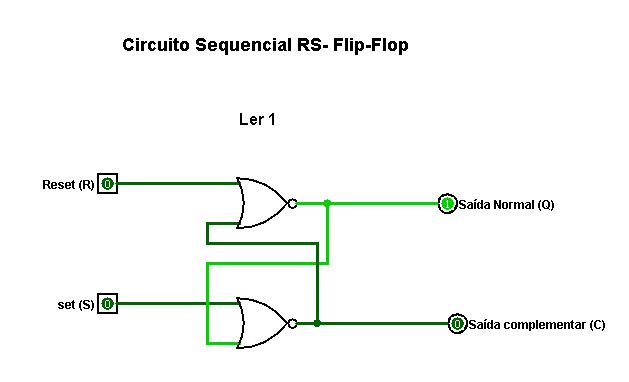 Circuito Sequencial RS- Flip-Flop
Ler 1
Reset (R) 0
1 Saída Normal (Q)
set (S) 0
0 Saída complementar (C)